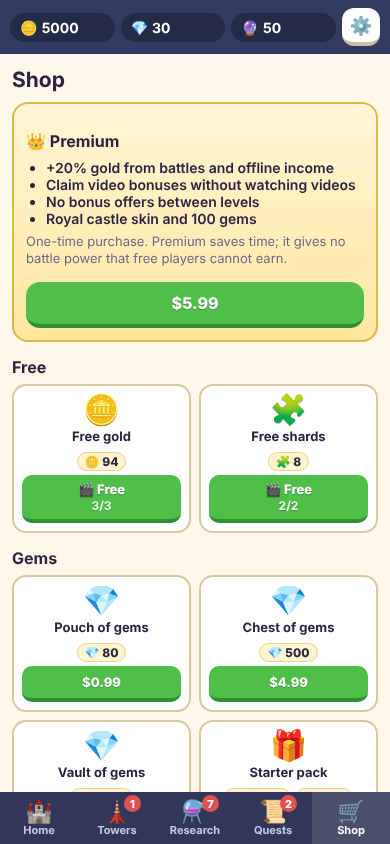 5000 30 50
Shop
Premium
+20% gold from battles and offline income
Claim video bonuses without watching videos
No bonus offers between levels
Royal castle skin and 100 gems
One-time purchase. Premium saves time; it gives no
battle power that free players cannot earn.
$5.99
Free
Free gold
94
Free
3/3
Free shards
8
Free
2/2
Gems
Pouch of gems
80
$0.99
Chest of gems
500
$4.99
Vault of gems
Starter pack
Home
1
Towers
7
Research
2
Quests
Shop